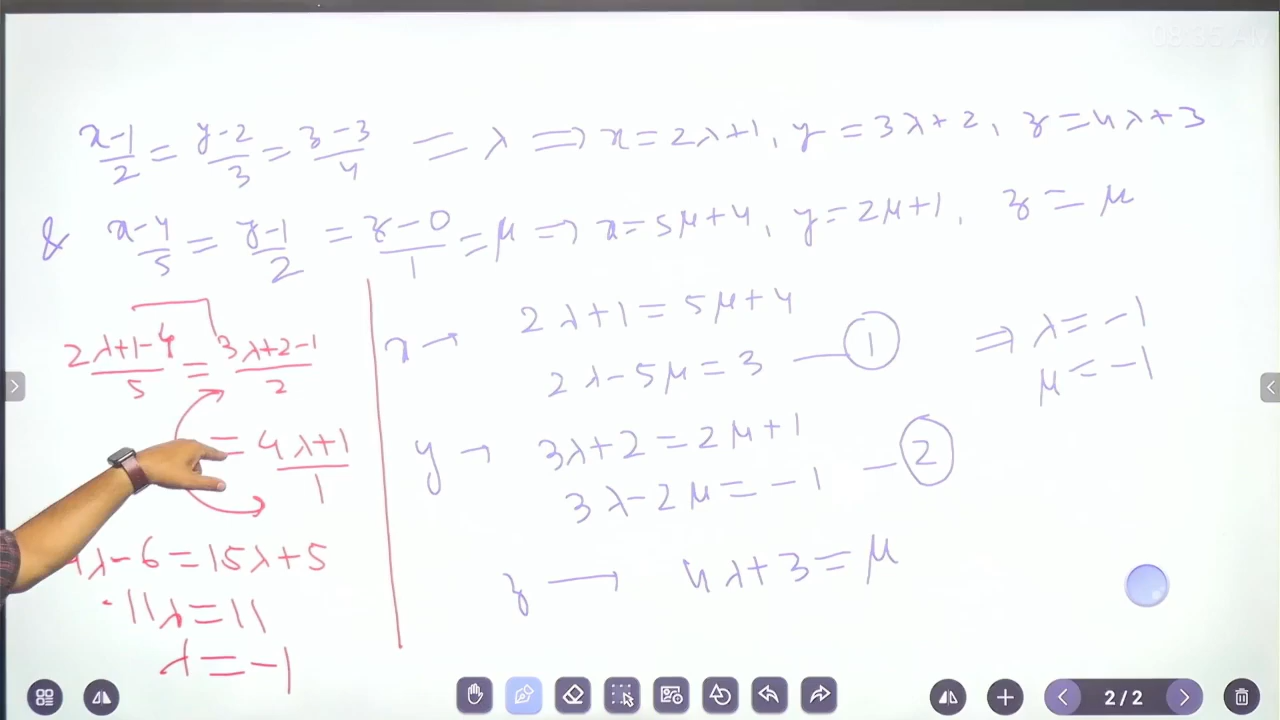 08:35 AM
x-1/2 = y-2/3 = z-3/4 = λ ⇒ x=2λ+1, y=3λ+2, z=4λ+3
& x-4/5 = y-1/2 = z-0/1 = μ ⇒ x=5μ+4, y=2μ+1, z=μ
2λ+1-4/5 = 3λ+2-1/2
= 4λ+1/1
λ-6=15λ+5
-11λ=11
λ=-1
x → 2λ+1=5μ+4
2λ-5μ=3 — 1
y → 3λ+2=2μ+1
3λ-2μ=-1 — 2
z → 4λ+3=μ
⇒ λ=-1
μ=-1
2/2